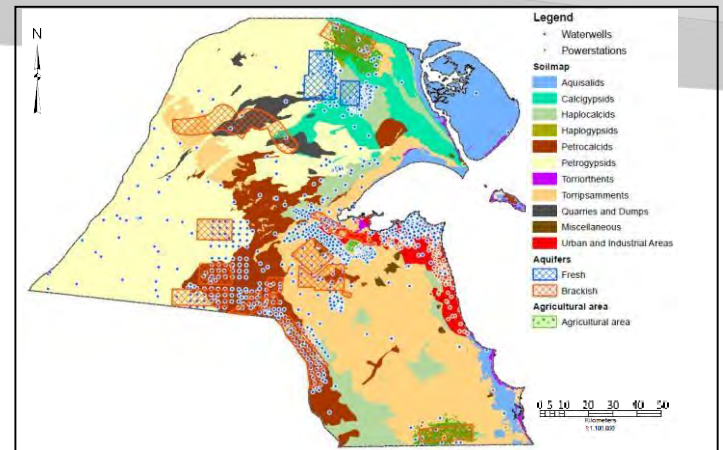 N
Legend
Waterwells
Powerstations
Soilmap
Aquisalids
Calcigypsids
Haplocalcids
Haplogypsids
Petrocalcids
Petrogypsids
Torriorthents
Torripsamments
Quarries and Dumps
Miscellaneous
Urban and Industrial Areas
Aquifers
Fresh
Brackish
Agricultural area
Agricultural area
0 5 10 20 30 40 50
Kilometers